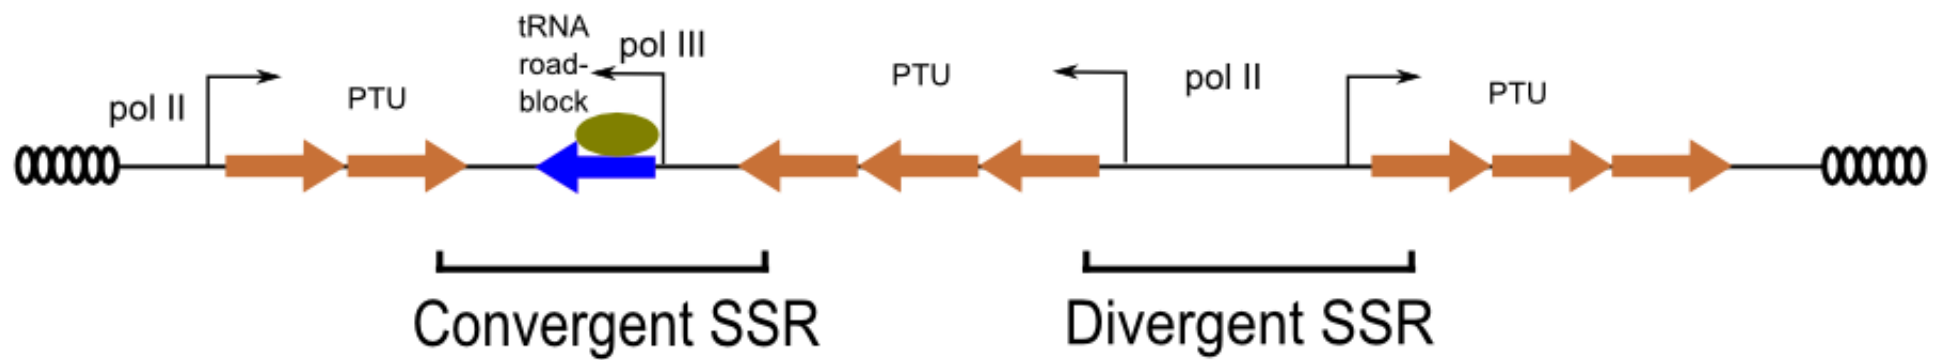 pol II
PTU
tRNA
road-
block
pol III
PTU
pol II
PTU
Convergent SSR
Divergent SSR